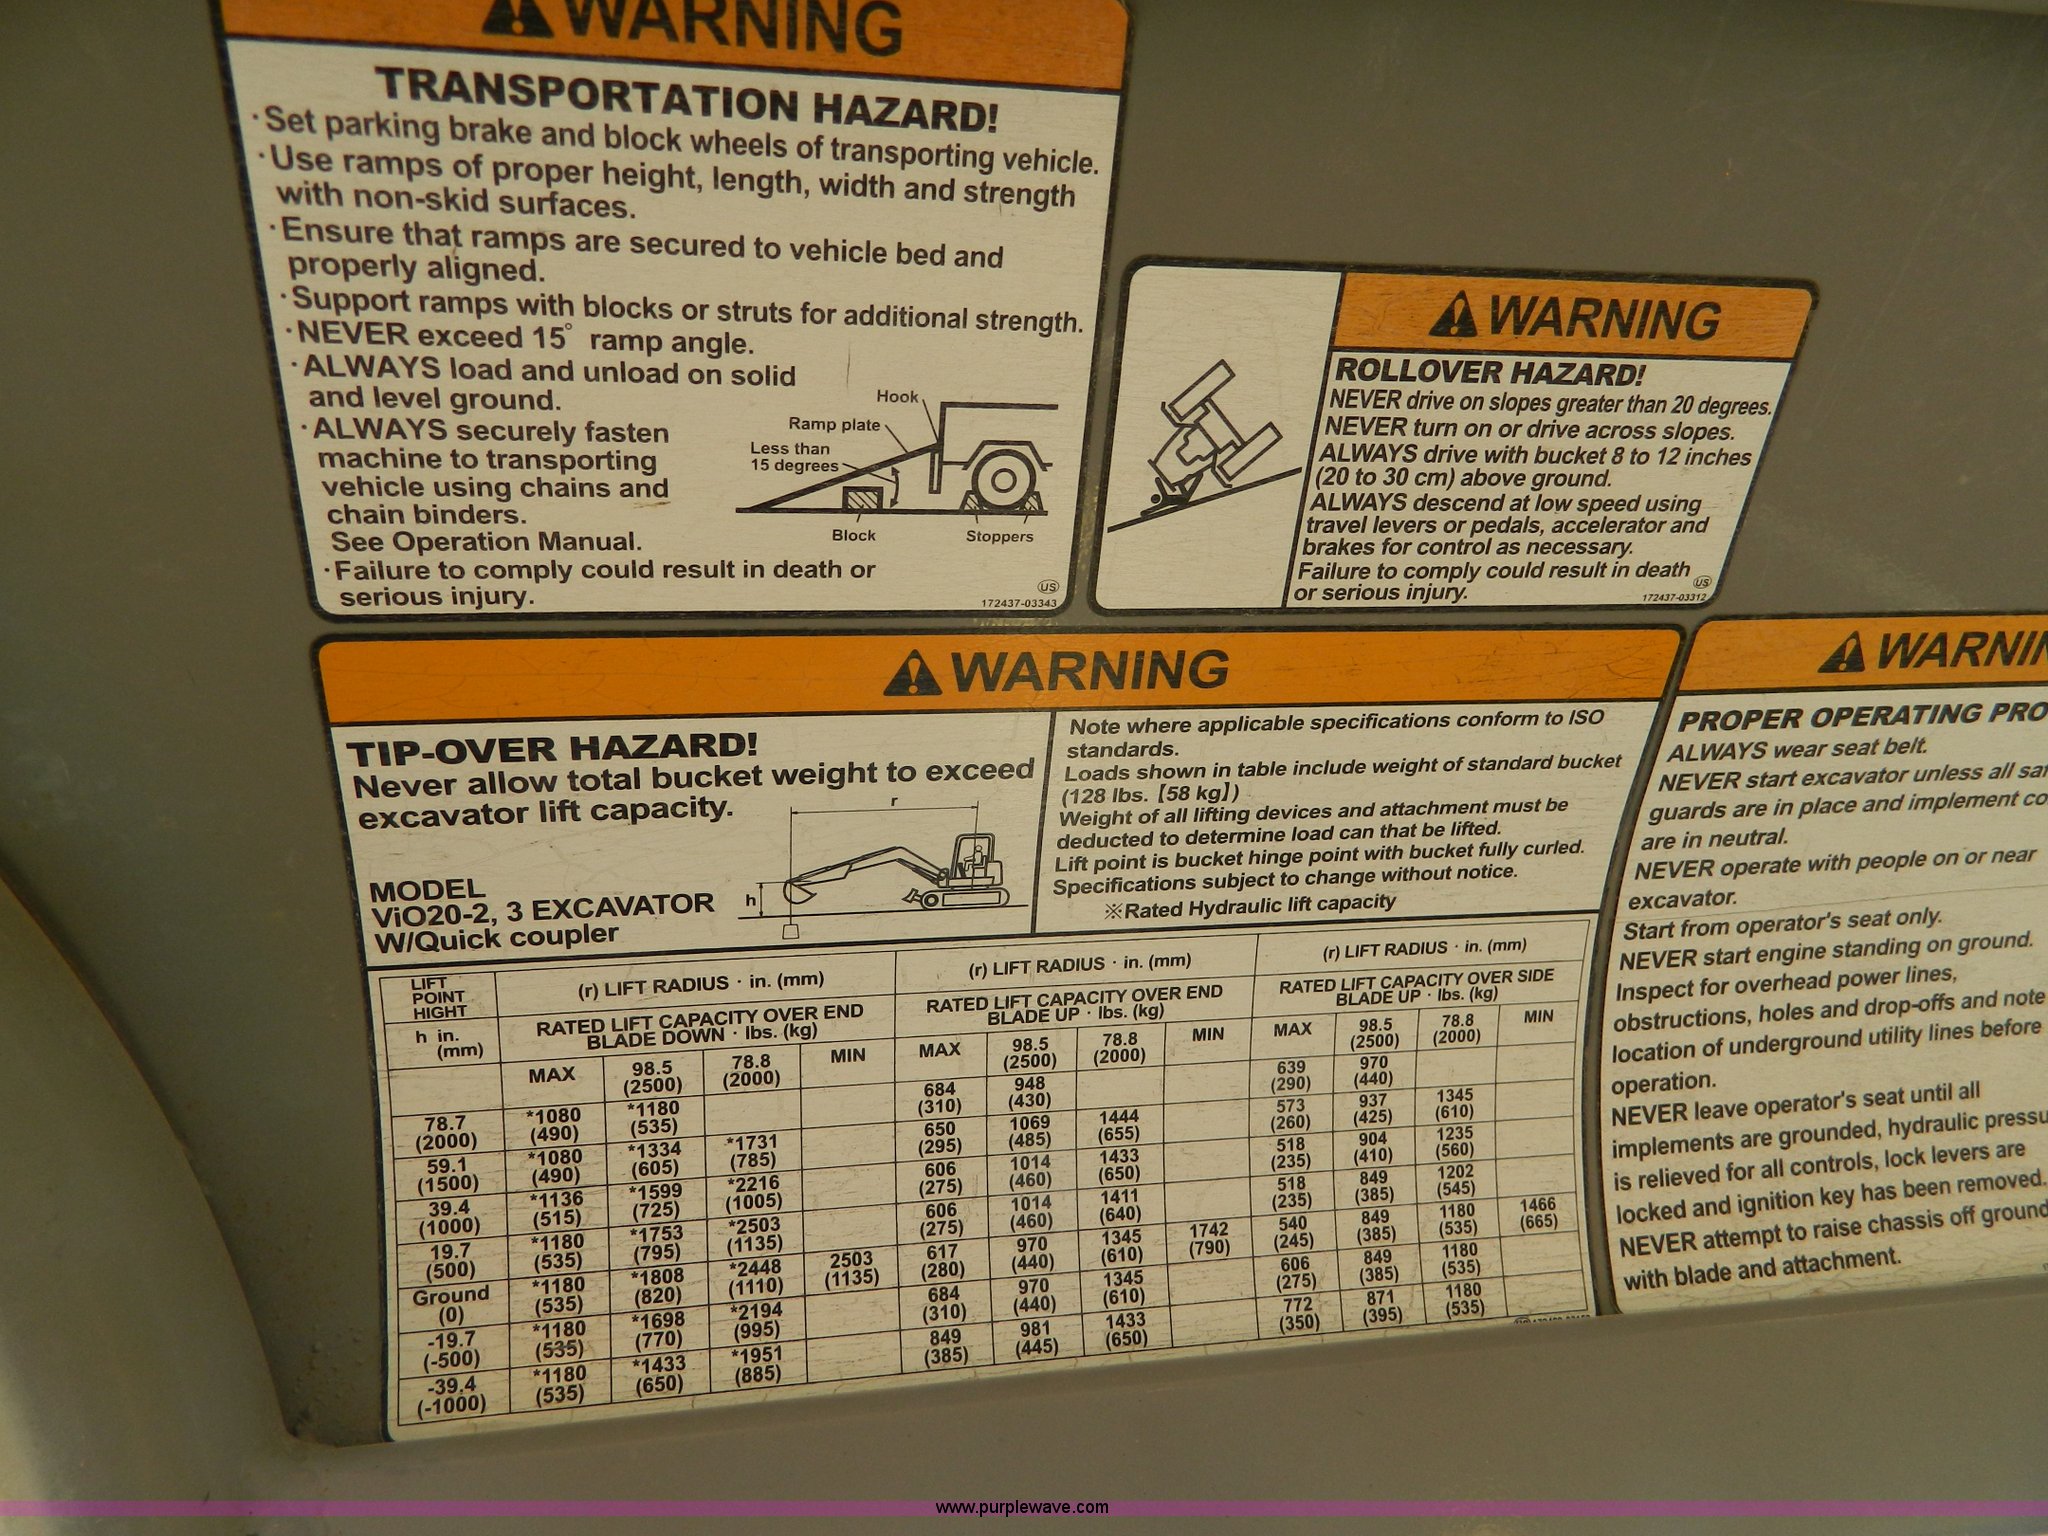 WARNING
TRANSPORTATION HAZARD!
·Set parking brake and block wheels of transporting vehicle.
·Use ramps of proper height, length, width and strength
with non-skid surfaces.
·Ensure that ramps are secured to vehicle bed and
properly aligned.
·Support ramps with blocks or struts for additional strength.
·NEVER exceed 15° ramp angle.
·ALWAYS load and unload on solid
and level ground.
·ALWAYS securely fasten
machine to transporting
vehicle using chains and
chain binders.
See Operation Manual.
·Failure to comply could result in death or
serious injury.
Hook
Ramp plate
Less than
15 degrees
Block
Stoppers
US
172437-03343
WARNING
ROLLOVER HAZARD!
NEVER drive on slopes greater than 20 degrees.
NEVER turn on or drive across slopes.
ALWAYS drive with bucket 8 to 12 inches
(20 to 30 cm) above ground.
ALWAYS descend at low speed using
travel levers or pedals, accelerator and
brakes for control as necessary.
Failure to comply could result in death
or serious injury.
US
172437-03312
WARNING
TIP-OVER HAZARD!
Never allow total bucket weight to exceed
excavator lift capacity.
MODEL
ViO20-2, 3 EXCAVATOR
W/Quick coupler
r
h
Note where applicable specifications conform to ISO
standards.
Loads shown in table include weight of standard bucket
(128 lbs.【58 kg】)
Weight of all lifting devices and attachment must be
deducted to determine load can that be lifted.
Lift point is bucket hinge point with bucket fully curled.
Specifications subject to change without notice.
※Rated Hydraulic lift capacity
LIFT POINT HIGHT
(r) LIFT RADIUS · in. (mm)
(r) LIFT RADIUS · in. (mm)
(r) LIFT RADIUS · in. (mm)
h in. (mm)
RATED LIFT CAPACITY OVER END
BLADE DOWN · lbs. (kg)
RATED LIFT CAPACITY OVER END
BLADE UP · lbs. (kg)
RATED LIFT CAPACITY OVER SIDE
BLADE UP · lbs. (kg)
MAX 98.5 78.8 MIN MAX 98.5 78.8 MIN MAX 98.5 78.8 MIN
(2500) (2000) (2500) (2000) (2500) (2000)
78.7 *1080 *1180 684 948 639 970
(2000) (490) (535) (310) (430) (290) (440)
59.1 *1080 *1334 *1731 650 1069 1444 573 937 1345
(1500) (490) (605) (785) (295) (485) (655) (260) (425) (610)
39.4 *1136 *1599 *2216 606 1014 1433 518 904 1235
(1000) (515) (725) (1005) (275) (460) (650) (235) (410) (560)
19.7 *1180 *1753 *2503 606 1014 1411 518 849 1202
(500) (535) (795) (1135) (275) (460) (640) (235) (385) (545)
Ground *1180 *1808 *2448 2503 617 970 1345 1742 540 849 1180 1466
(0) (535) (820) (1110) (1135) (280) (440) (610) (790) (245) (385) (535) (665)
-19.7 *1180 *1698 *2194 684 970 1345 606 849 1180
(-500) (535) (770) (995) (310) (440) (610) (275) (385) (535)
-39.4 *1180 *1433 *1951 849 981 1433 772 871 1180
(-1000) (535) (650) (885) (385) (445) (650) (350) (395) (535)
WARNIN
PROPER OPERATING PRO
ALWAYS wear seat belt.
NEVER start excavator unless all saf
guards are in place and implement co
are in neutral.
NEVER operate with people on or near
excavator.
Start from operator's seat only.
NEVER start engine standing on ground.
Inspect for overhead power lines,
obstructions, holes and drop-offs and note
location of underground utility lines before
operation.
NEVER leave operator's seat until all
implements are grounded, hydraulic pressu
is relieved for all controls, lock levers are
locked and ignition key has been removed.
NEVER attempt to raise chassis off ground
with blade and attachment.
www.purplewave.com